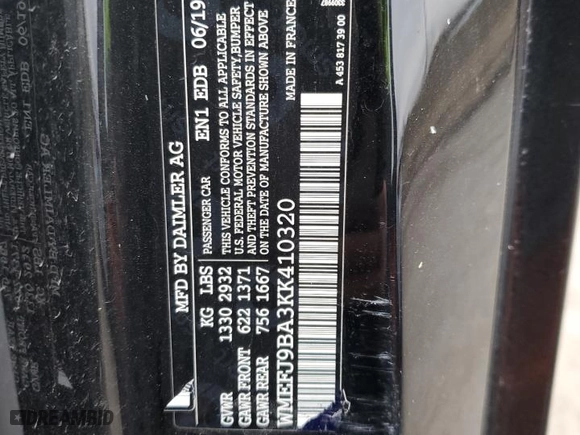 MFD BY DAIMLER AG
EN1 EDB 06/19
KG LBS
PASSENGER CAR
GVWR 1330 2932
GAWR FRONT 622 1371
GAWR REAR 756 1667
THIS VEHICLE CONFORMS TO ALL APPLICABLE
U.S. FEDERAL MOTOR VEHICLE SAFETY,BUMPER
AND THEFT PREVENTION STANDARDS IN EFFECT
ON THE DATE OF MANUFACTURE SHOWN ABOVE
WMEFJ9BA3KK410320
MADE IN FRANCE
A 453 817 39 00
DREAMBID